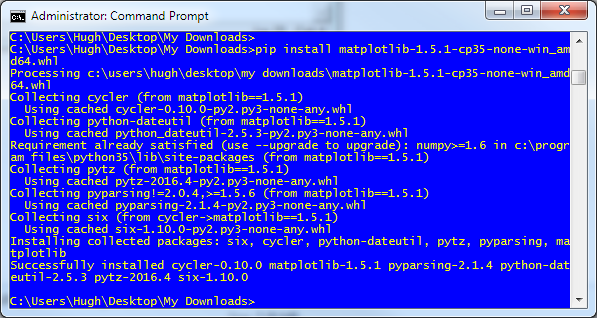 Administrator: Command Prompt
C:\Users\Hugh\Desktop\My Downloads>
C:\Users\Hugh\Desktop\My Downloads>pip install matplotlib-1.5.1-cp35-none-win_am
d64.whl
Processing c:\users\hugh\desktop\my downloads\matplotlib-1.5.1-cp35-none-win_amd
64.whl
Collecting cycler (from matplotlib==1.5.1)
  Using cached cycler-0.10.0-py2.py3-none-any.whl
Collecting python-dateutil (from matplotlib==1.5.1)
  Using cached python_dateutil-2.5.3-py2.py3-none-any.whl
Requirement already satisfied (use --upgrade to upgrade): numpy>=1.6 in c:\progr
am files\python35\lib\site-packages (from matplotlib==1.5.1)
Collecting pytz (from matplotlib==1.5.1)
  Using cached pytz-2016.4-py2.py3-none-any.whl
Collecting pyparsing!=2.0.4,>=1.5.6 (from matplotlib==1.5.1)
  Using cached pyparsing-2.1.4-py2.py3-none-any.whl
Collecting six (from cycler->matplotlib==1.5.1)
  Using cached six-1.10.0-py2.py3-none-any.whl
Installing collected packages: six, cycler, python-dateutil, pytz, pyparsing, ma
tplotlib
Successfully installed cycler-0.10.0 matplotlib-1.5.1 pyparsing-2.1.4 python-dat
eutil-2.5.3 pytz-2016.4 six-1.10.0
C:\Users\Hugh\Desktop\My Downloads>